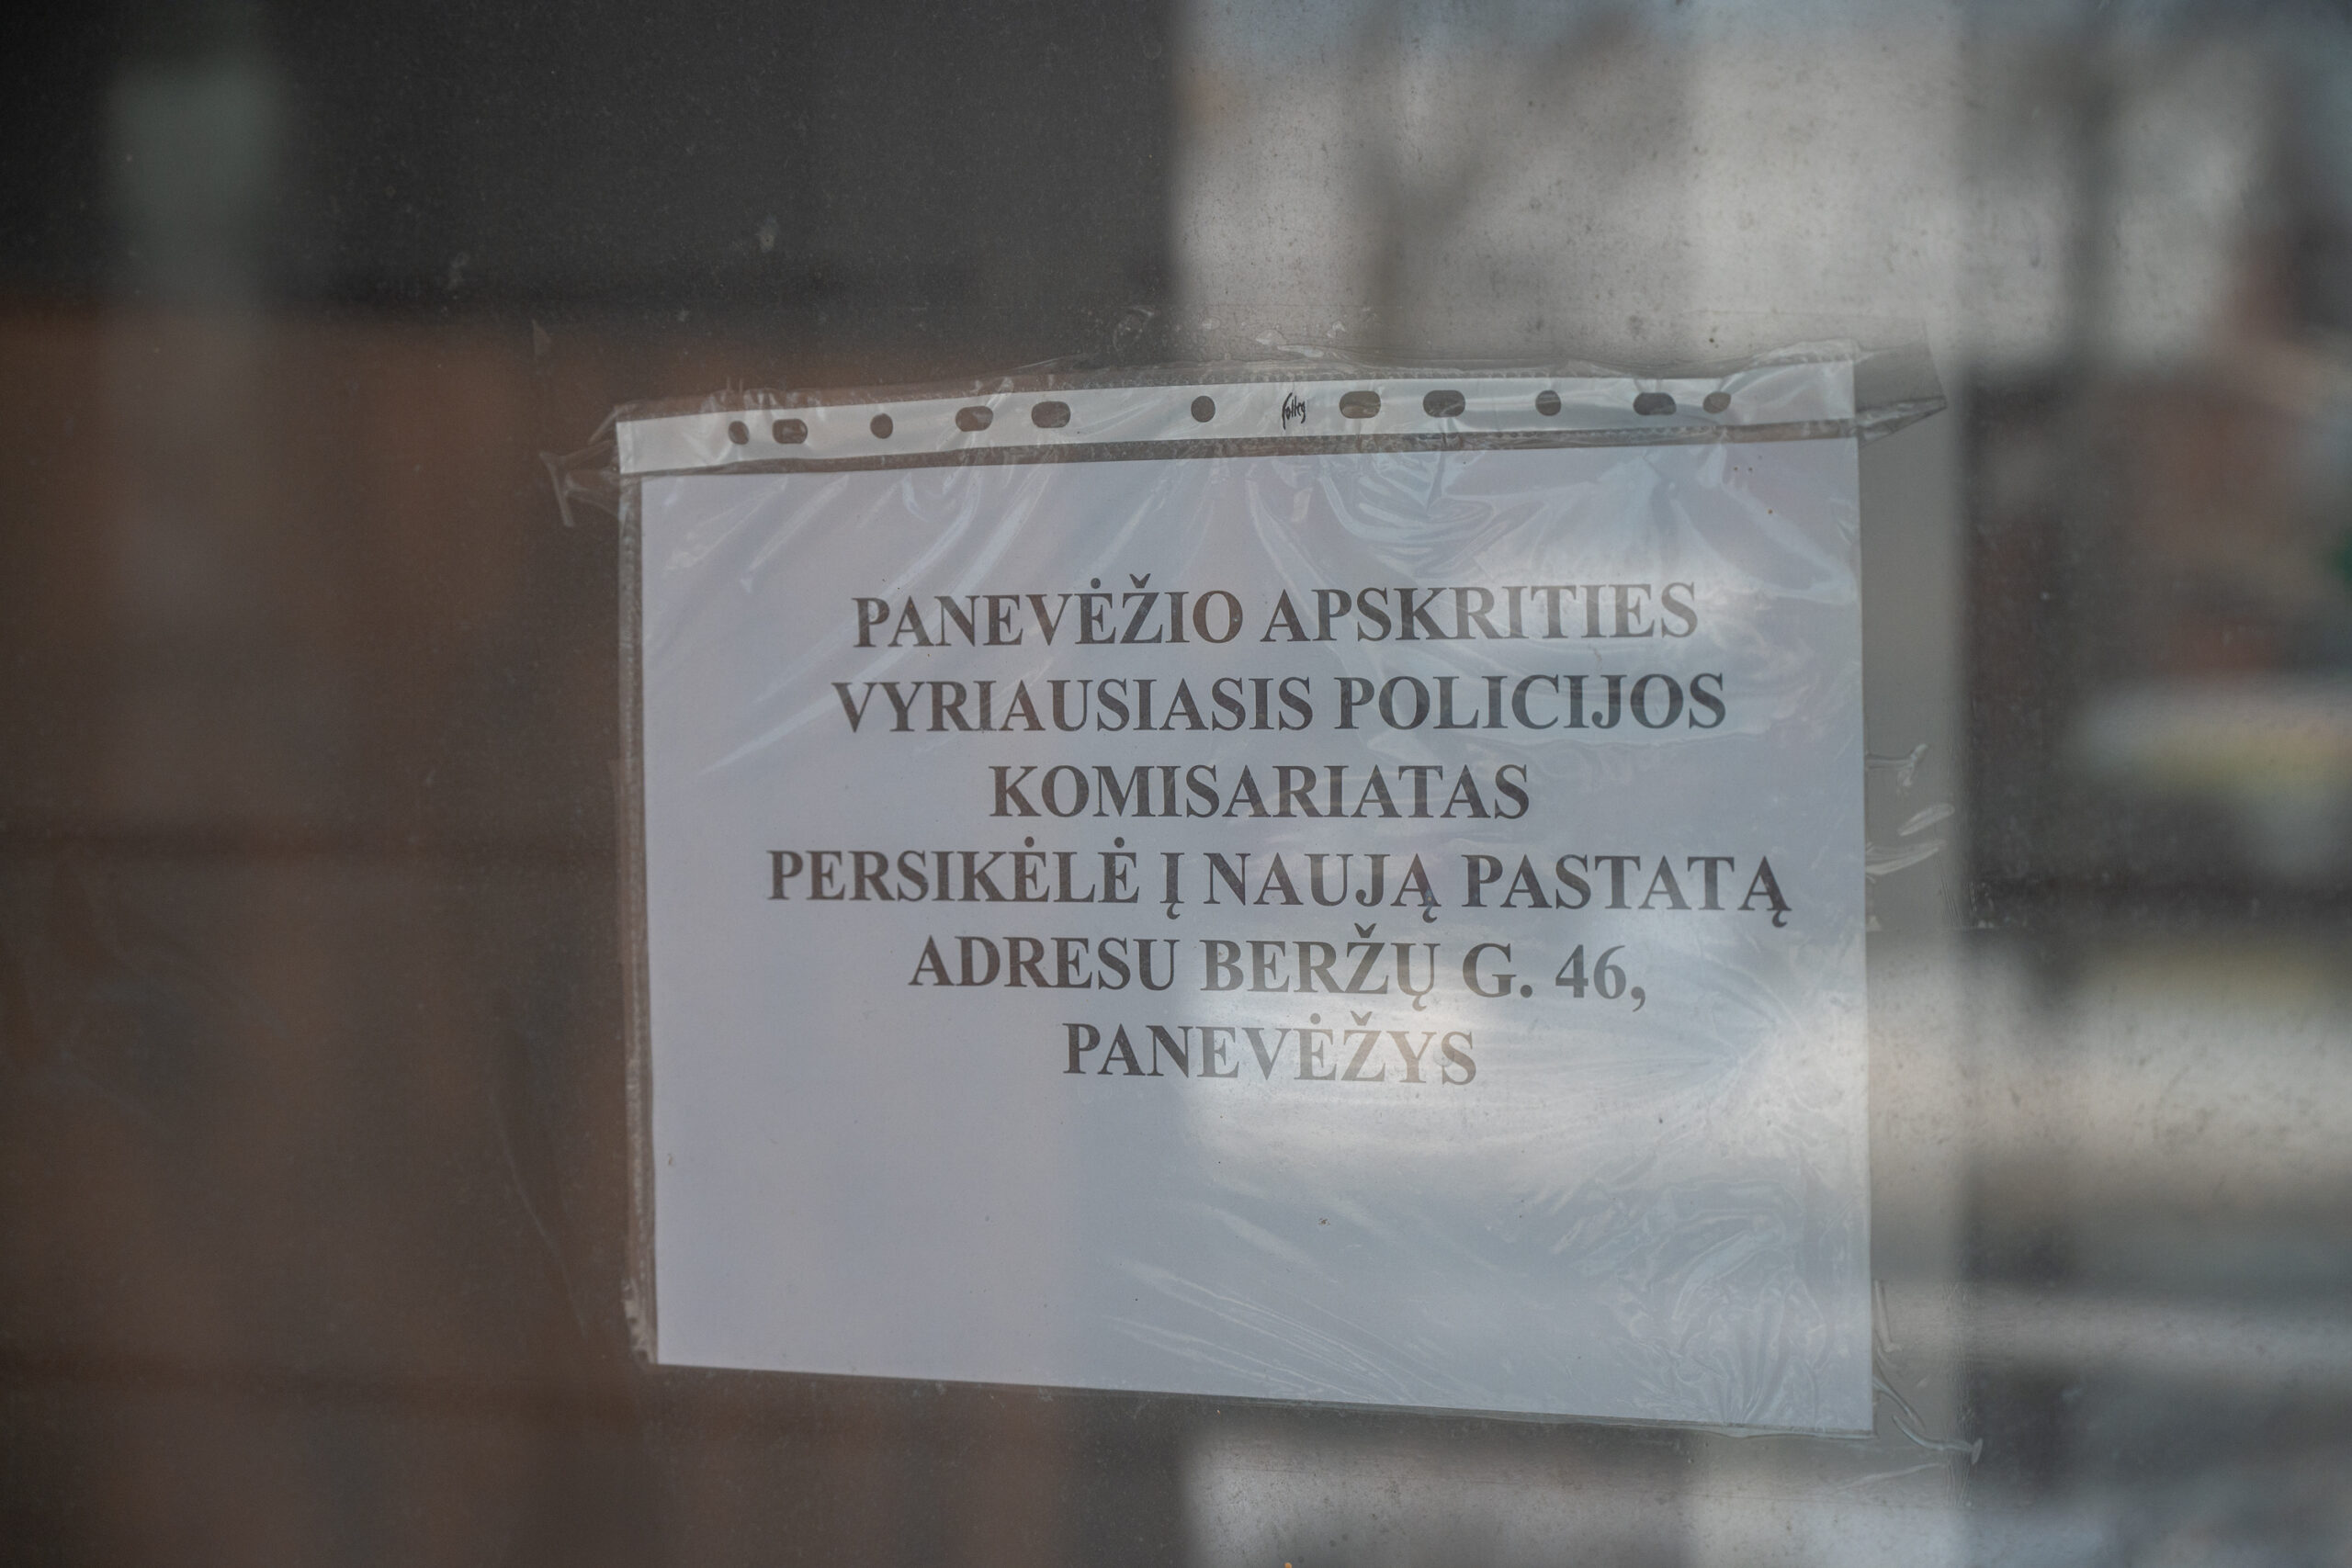 PANEVĖŽIO APSKRITIES
VYRIAUSIASIS POLICIJOS
KOMISARIATAS
PERSIKĖLĖ Į NAUJĄ PASTATĄ
ADRESU BERŽŲ G. 46,
PANEVĖŽYS